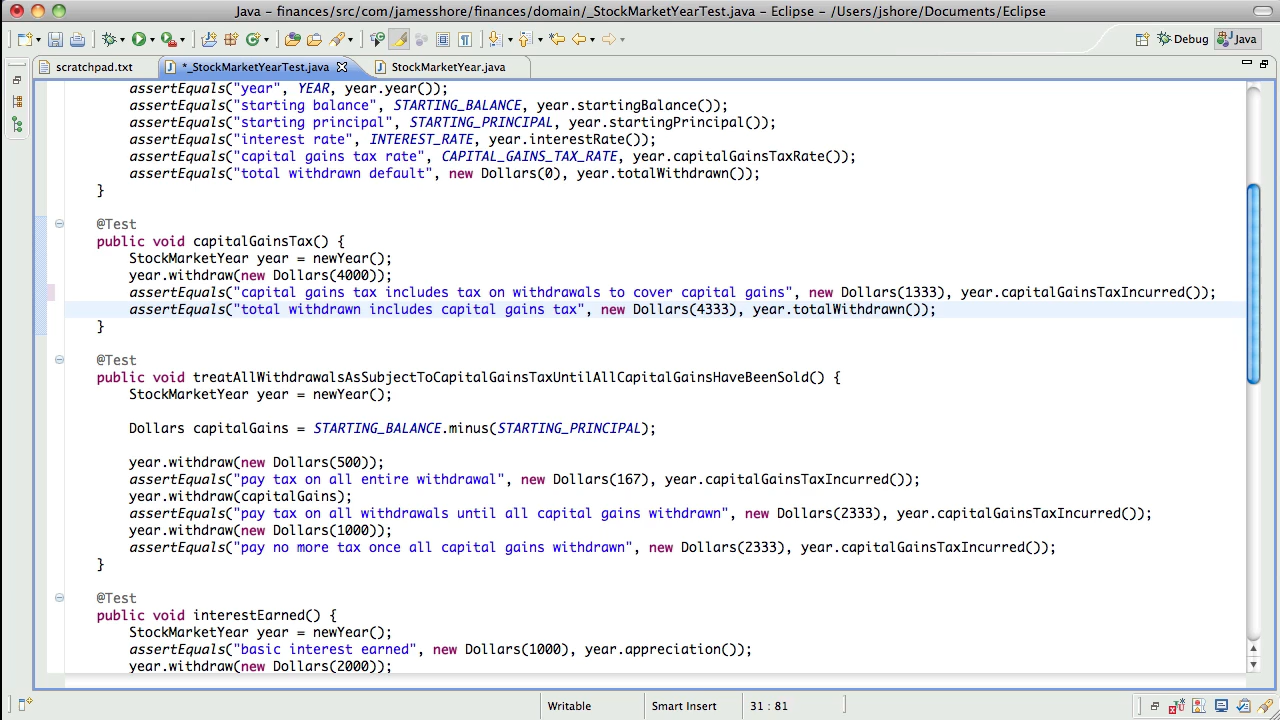 Java - finances/src/com/jamesshore/finances/domain/_StockMarketYearTest.java - Eclipse - /Users/jshore/Documents/Eclipse
Debug
Java
scratchpad.txt
*_StockMarketYearTest.java
StockMarketYear.java
assertEquals("year", YEAR, year.year());
assertEquals("starting balance", STARTING_BALANCE, year.startingBalance());
assertEquals("starting principal", STARTING_PRINCIPAL, year.startingPrincipal());
assertEquals("interest rate", INTEREST_RATE, year.interestRate());
assertEquals("capital gains tax rate", CAPITAL_GAINS_TAX_RATE, year.capitalGainsTaxRate());
assertEquals("total withdrawn default", new Dollars(0), year.totalWithdrawn());
}
@Test
public void capitalGainsTax() {
StockMarketYear year = newYear();
year.withdraw(new Dollars(4000));
assertEquals("capital gains tax includes tax on withdrawals to cover capital gains", new Dollars(1333), year.capitalGainsTaxIncurred());
assertEquals("total withdrawn includes capital gains tax", new Dollars(4333), year.totalWithdrawn());
}
@Test
public void treatAllWithdrawalsAsSubjectToCapitalGainsTaxUntilAllCapitalGainsHaveBeenSold() {
StockMarketYear year = newYear();
Dollars capitalGains = STARTING_BALANCE.minus(STARTING_PRINCIPAL);
year.withdraw(new Dollars(500));
assertEquals("pay tax on all entire withdrawal", new Dollars(167), year.capitalGainsTaxIncurred());
year.withdraw(capitalGains);
assertEquals("pay tax on all withdrawals until all capital gains withdrawn", new Dollars(2333), year.capitalGainsTaxIncurred());
year.withdraw(new Dollars(1000));
assertEquals("pay no more tax once all capital gains withdrawn", new Dollars(2333), year.capitalGainsTaxIncurred());
}
@Test
public void interestEarned() {
StockMarketYear year = newYear();
assertEquals("basic interest earned", new Dollars(1000), year.appreciation());
year.withdraw(new Dollars(2000));
Writable
Smart Insert
31 : 81